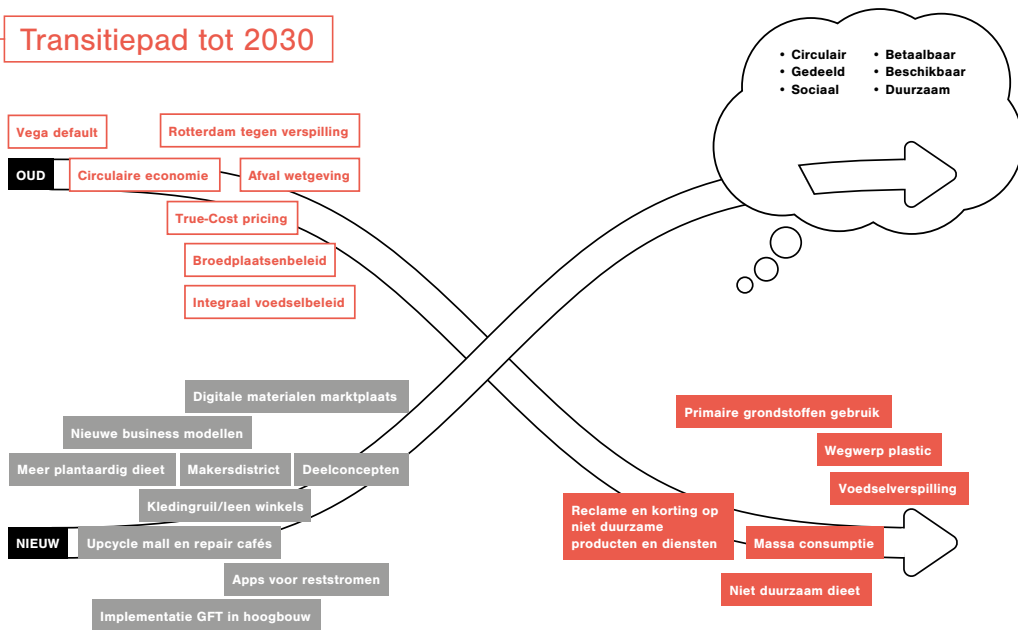 Transitiepad tot 2030
• Circulair
• Gedeeld
• Sociaal
• Betaalbaar
• Beschikbaar
• Duurzaam
Vega default
Rotterdam tegen verspilling
OUD
Circulaire economie
Afval wetgeving
True-Cost pricing
Broedplaatsenbeleid
Integraal voedselbeleid
Digitale materialen marktplaats
Nieuwe business modellen
Meer plantaardig dieet
Makersdistrict
Deelconcepten
Kledingruil/leen winkels
NIEUW
Upcycle mall en repair cafés
Apps voor reststromen
Implementatie GFT in hoogbouw
Primaire grondstoffen gebruik
Wegwerp plastic
Voedselverspilling
Reclame en korting op
niet duurzame
producten en diensten
Massa consumptie
Niet duurzaam dieet